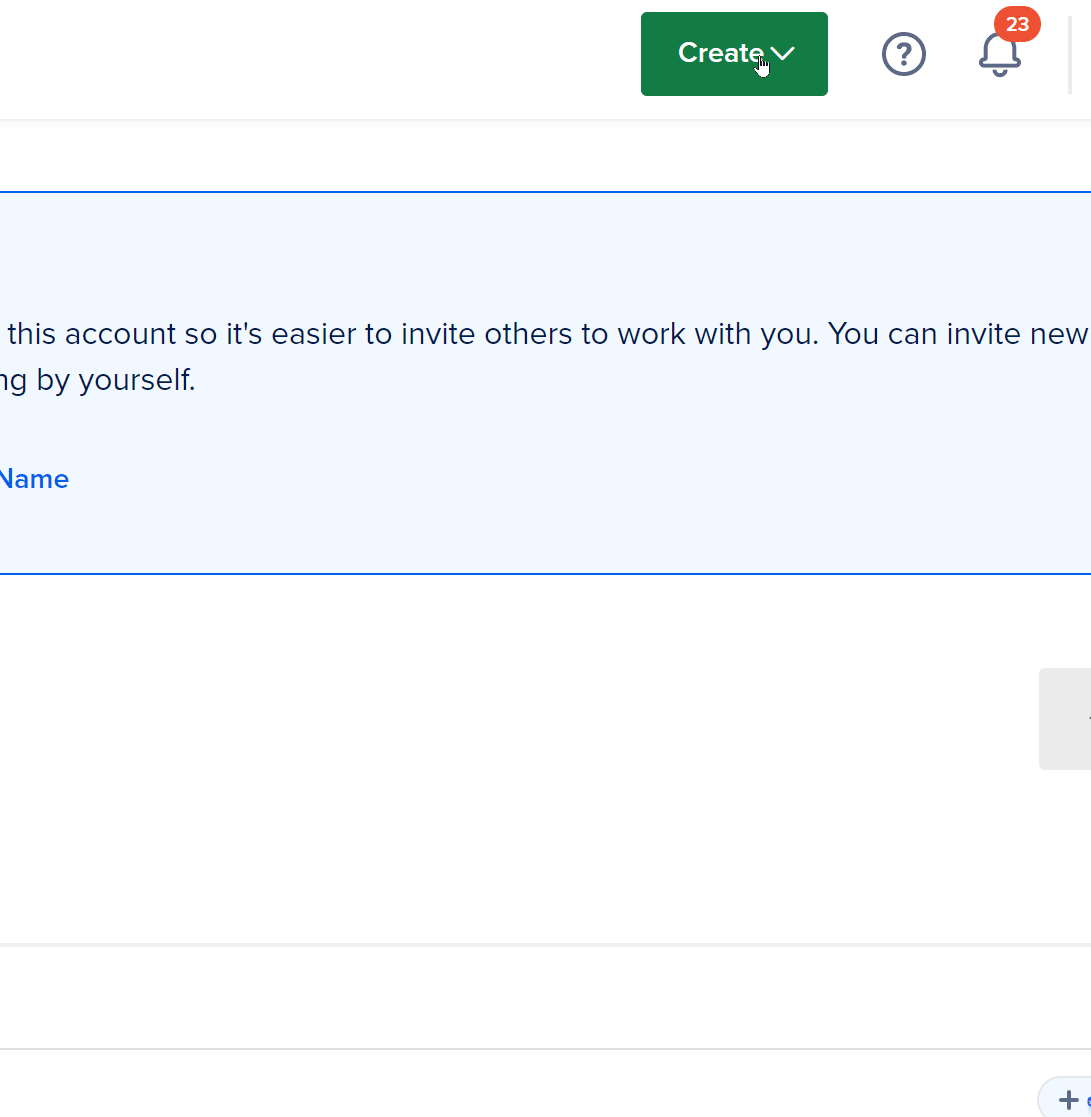 Create
23
this account so it's easier to invite others to work with you. You can invite new
by yourself.
Name